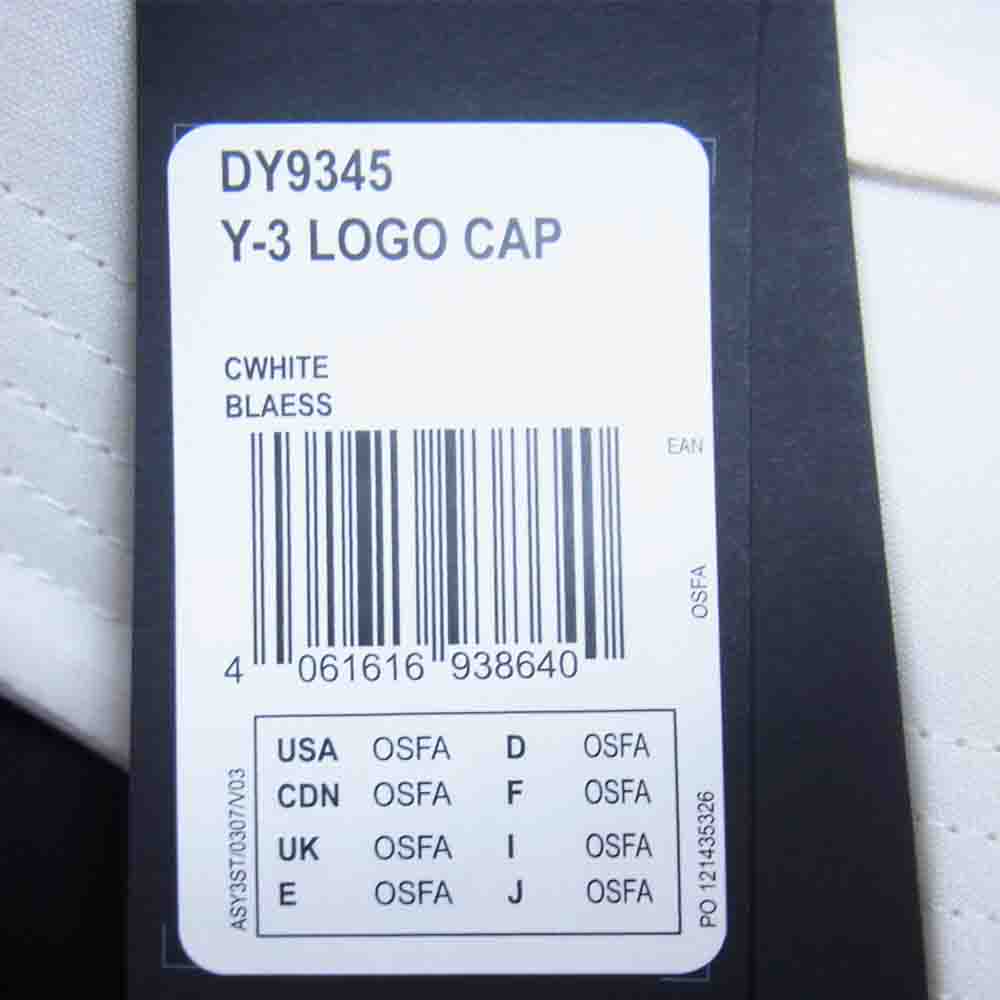 DY9345
Y-3 LOGO CAP
CWHITE
BLAESS
EAN
OSFA
4 061616 938640
USA OSFA D OSFA
CDN OSFA F OSFA
UK OSFA I OSFA
E OSFA J OSFA
ASY3ST/0307/V03
PO 121435326